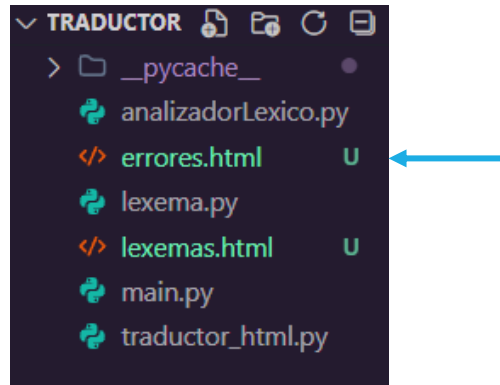 TRADUCTOR
__pycache__
analizadorLexico.py
errores.html U
lexema.py
lexemas.html U
main.py
traductor_html.py